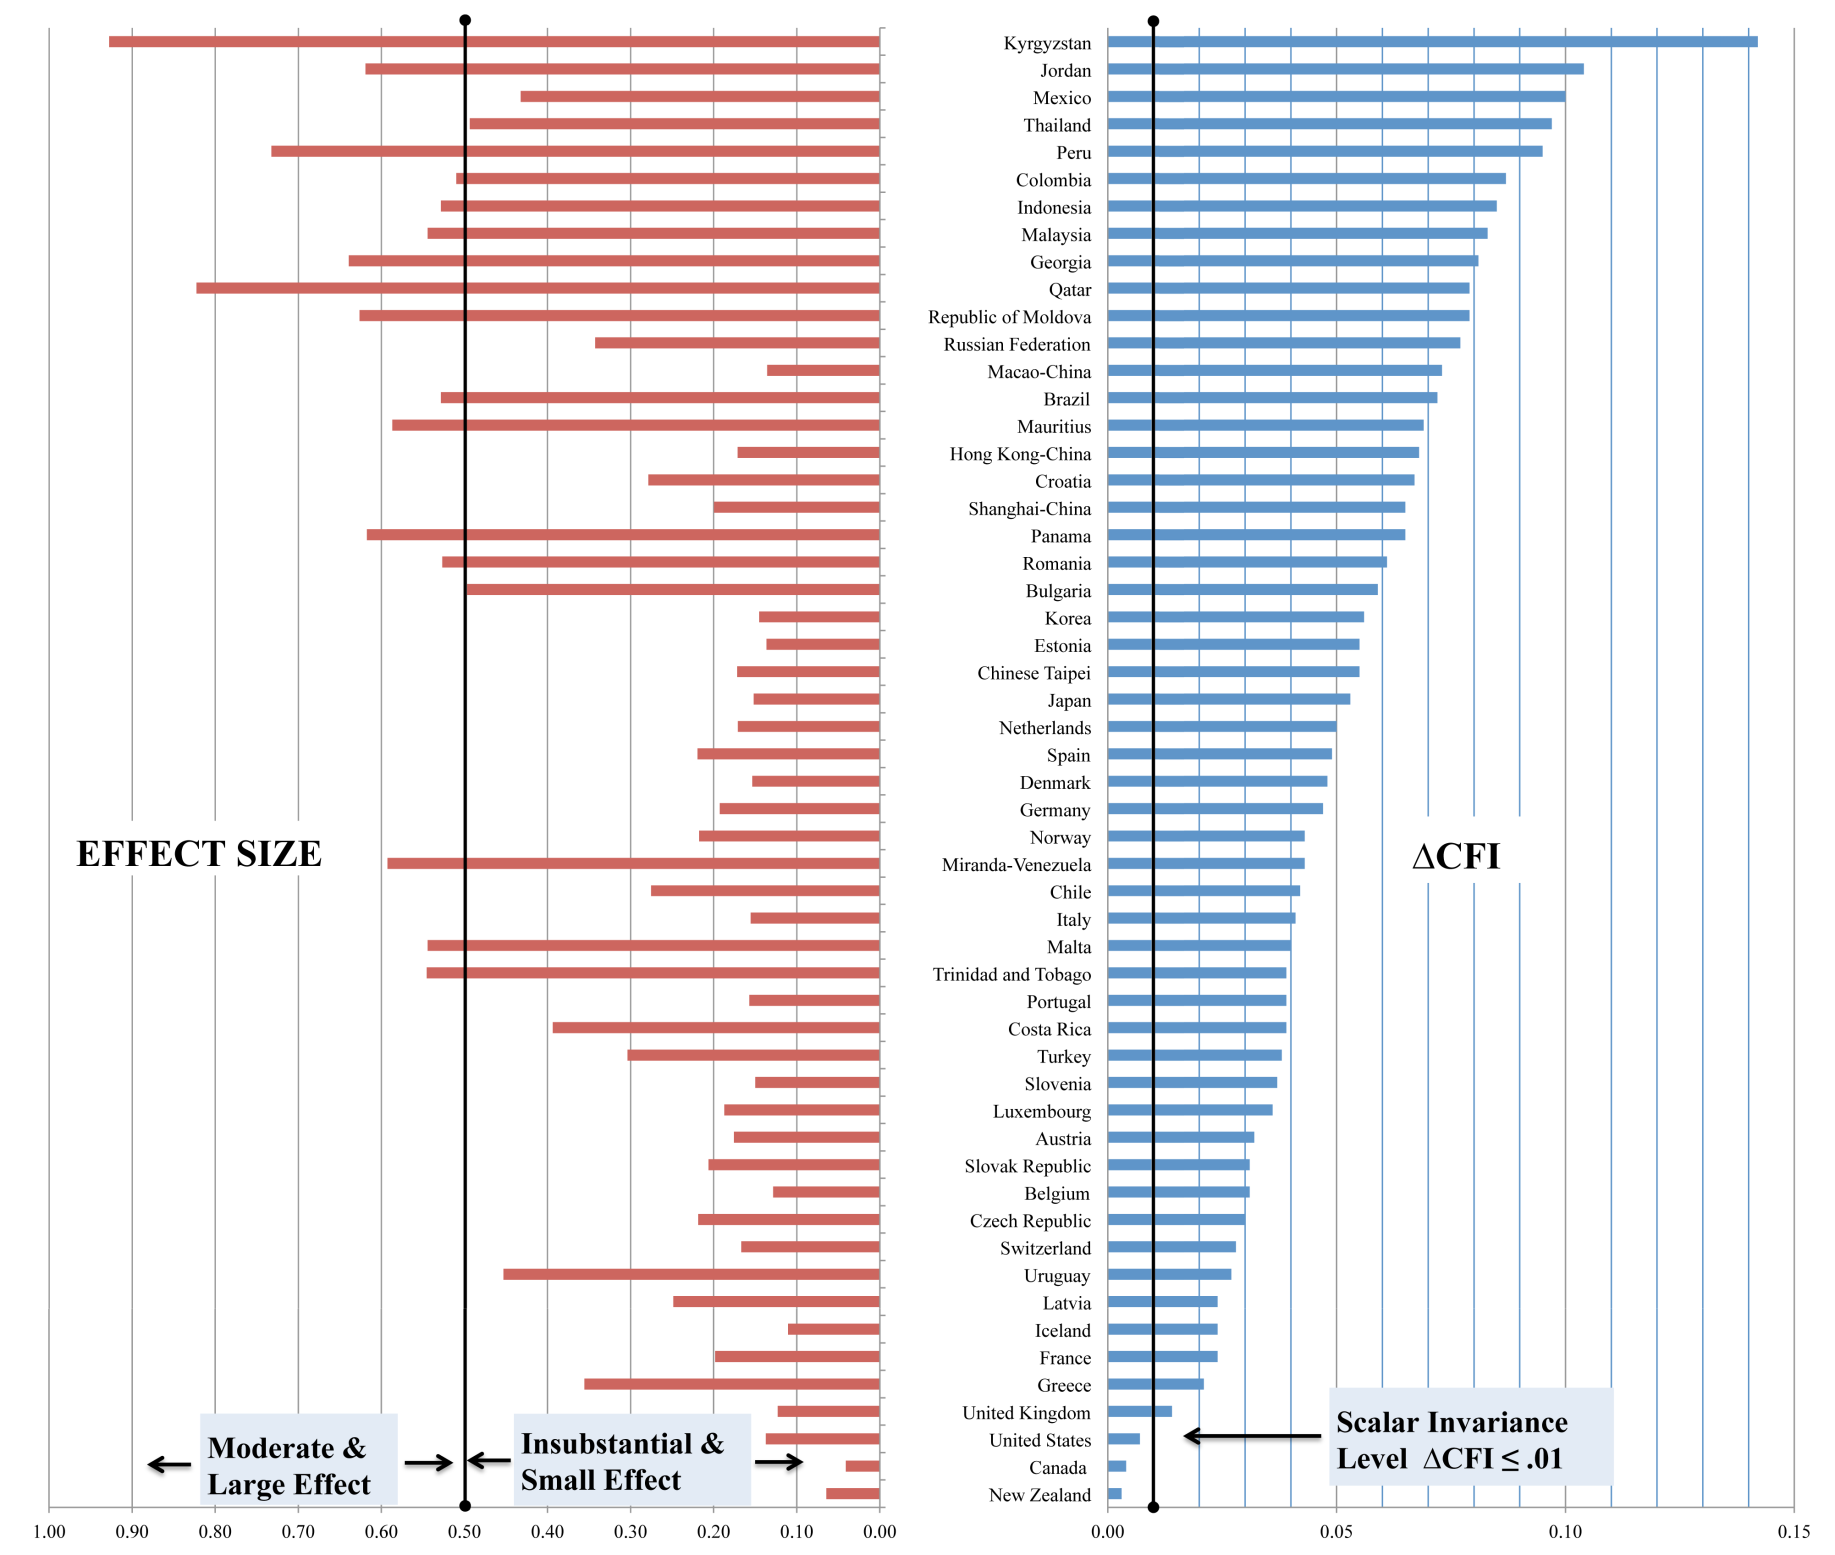 Kyrgyzstan
Jordan
Mexico
Thailand
Peru
Colombia
Indonesia
Malaysia
Georgia
Qatar
Republic of Moldova
Russian Federation
Macao-China
Brazil
Mauritius
Hong Kong-China
Croatia
Shanghai-China
Panama
Romania
Bulgaria
Korea
Estonia
Chinese Taipei
Japan
Netherlands
Spain
Denmark
Germany
Norway
Miranda-Venezuela
Chile
Italy
Malta
Trinidad and Tobago
Portugal
Costa Rica
Turkey
Slovenia
Luxembourg
Austria
Slovak Republic
Belgium
Czech Republic
Switzerland
Uruguay
Latvia
Iceland
France
Greece
United Kingdom
United States
Canada
New Zealand
EFFECT SIZE
ΔCFI
Moderate &
Large Effect
Insubstantial &
Small Effect
Scalar Invariance
Level ΔCFI ≤ .01
1.00 0.90 0.80 0.70 0.60 0.50 0.40 0.30 0.20 0.10 0.00
0.00 0.05 0.10 0.15